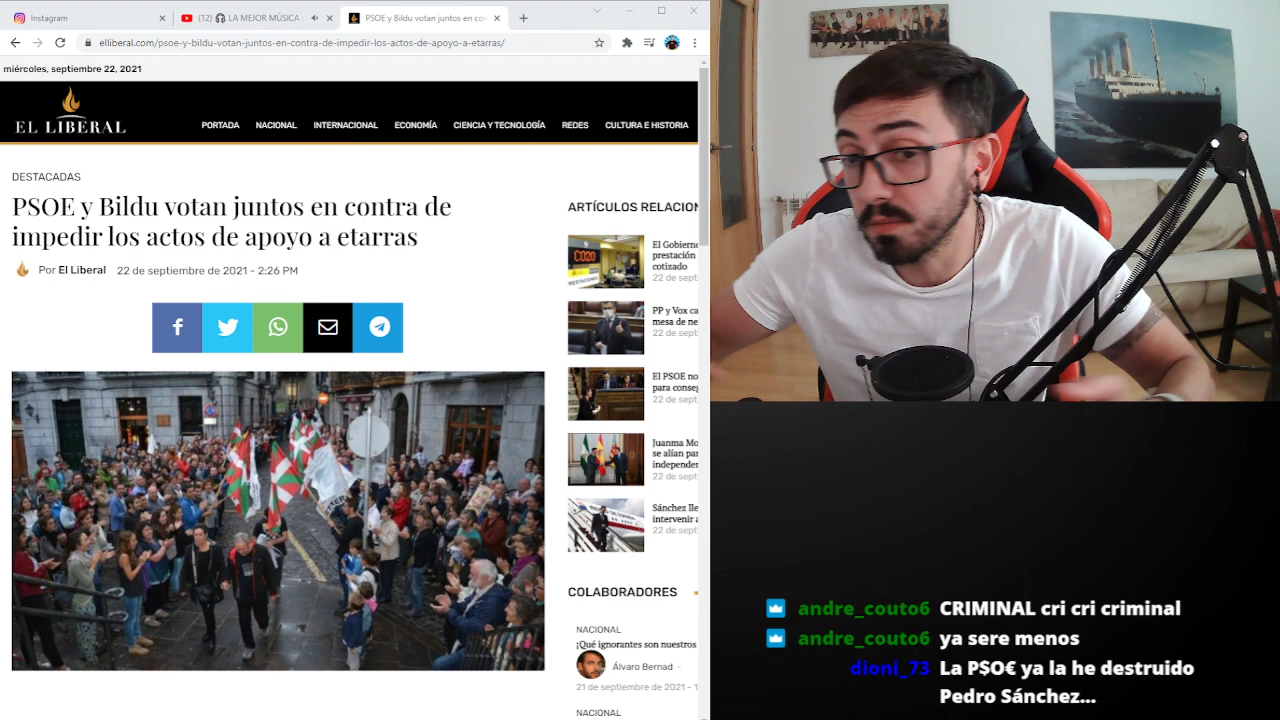 Instagram
(12) 🎧 LA MEJOR MÚSICA
PSOE y Bildu votan juntos en con
elliberal.com/psoe-y-bildu-votan-juntos-en-contra-de-impedir-los-actos-de-apoyo-a-etarras/
miércoles, septiembre 22, 2021
EL LIBERAL
PORTADA NACIONAL INTERNACIONAL ECONOMÍA CIENCIA Y TECNOLOGÍA REDES CULTURA E HISTORIA
DESTACADAS
PSOE y Bildu votan juntos en contra de
impedir los actos de apoyo a etarras
Por El Liberal 22 de septiembre de 2021 - 2:26 PM
ARTÍCULOS RELACION
El Gobierno
prestación
cotizado
22 de sept
PP y Vox ca
mesa de ne
22 de sept
El PSOE no
para conseg
22 de sept
Juanma Mo
se alían pa
independen
22 de sept
Sánchez lle
intervenir a
22 de sept
COLABORADORES
NACIONAL
¡Qué ignorantes son nuestros
Álvaro Bernad -
21 de septiembre de 2021 - 1
NACIONAL
andre_couto6 CRIMINAL cri cri criminal
andre_couto6 ya sere menos
dioni_73 La P$O€ ya la he destruido
Pedro Sánchez...